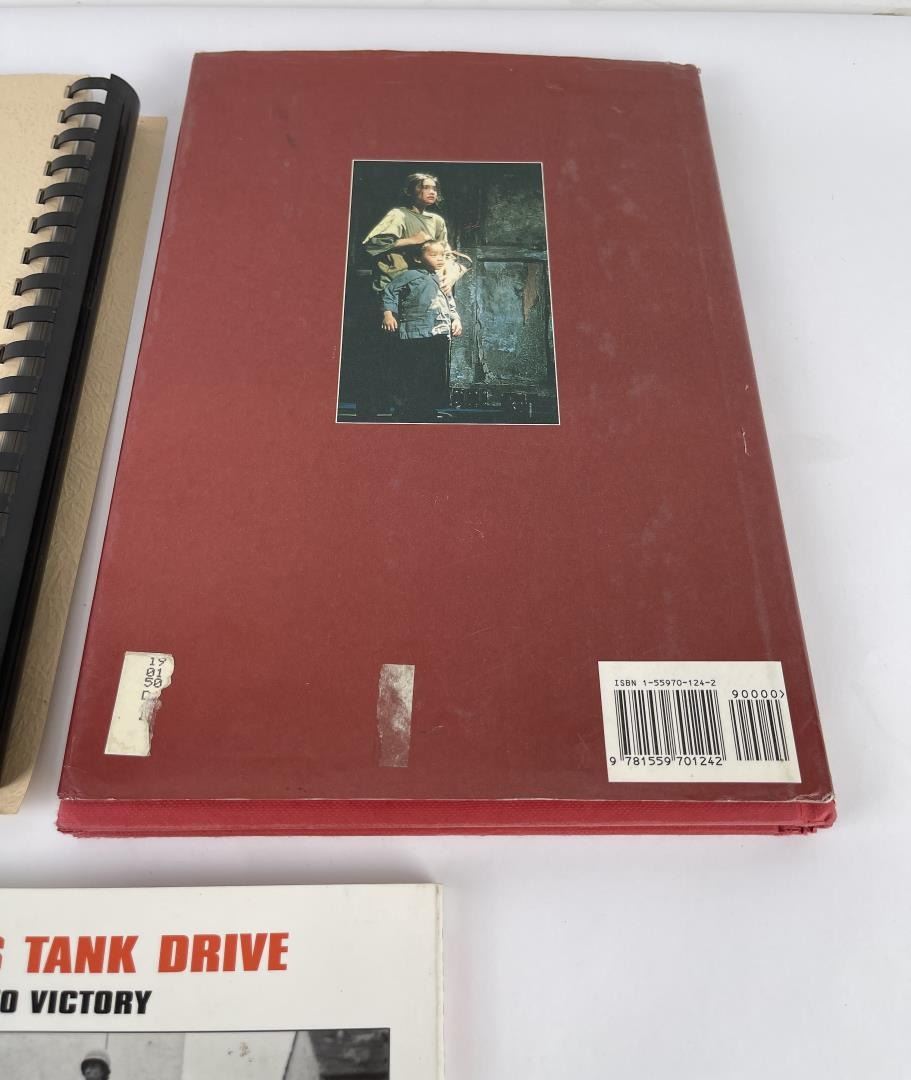 19
01
50
ISBN 1-55970-124-2
90000>
9 781559 701242
TANK DRIVE
VICTORY